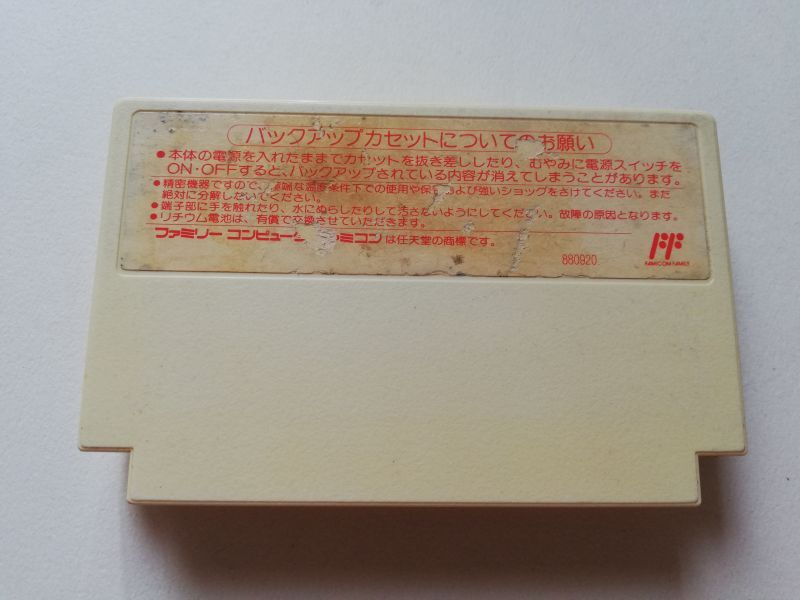 バックアップカセットについてのお願い
●本体の電源を入れたままでカセットを抜き差ししたり、むやみに電源スイッチを
ON・OFFすると、バックアップされている内容が消えてしまうことがあります。
●精密機器ですので、極端な温度条件下での使用や保管および強いショックをさけてください。また
絶対に分解しないでください。
●端子部に手を触れたり、水にぬらしたりして汚さないようにしてください。故障の原因となります。
●リチウム電池は、有償で交換させていただきます。
ファミリーコンピュータ・ファミコンは任天堂の商標です。
FAMICOM FAMILY
880920